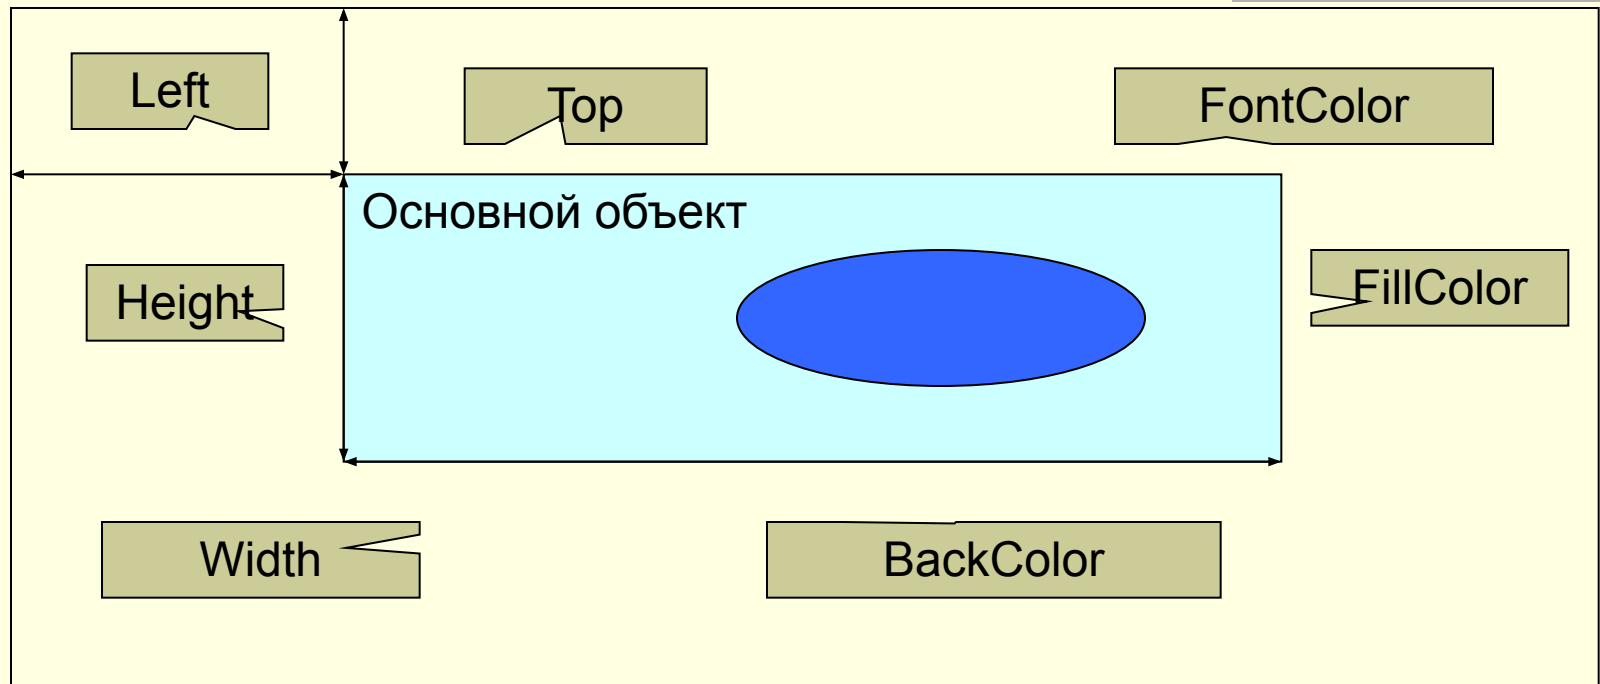 Left
Top
FontColor
Основной объект
Height
FillColor
Width
BackColor